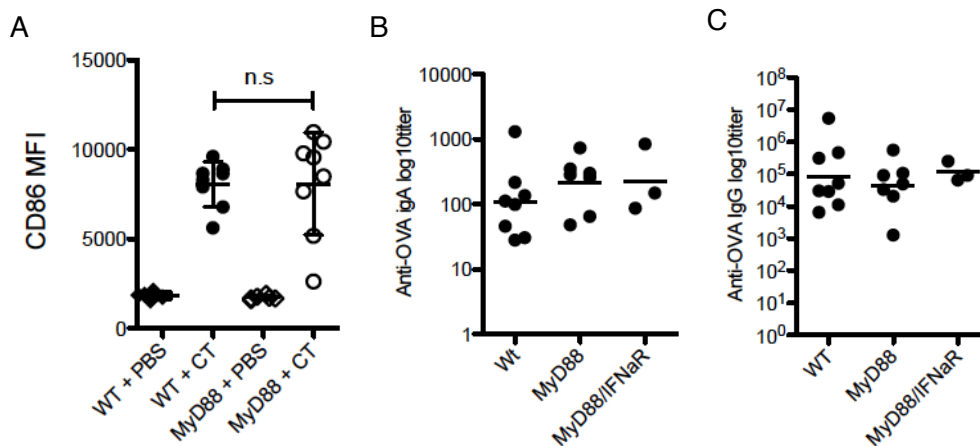 A
CD86 MFI
15000
10000
5000
0
n.s
WT + PBS
WT + CT
MyD88 + PBS
MyD88 + CT
B
Anti-OVA igA log10titer
10000
1000
100
10
1
Wt
MyD88
MyD88/IFNaR
C
Anti-OVA IgG log10titer
10⁸
10⁷
10⁶
10⁵
10⁴
10³
10²
10¹
10⁰
WT
MyD88
MyD88/IFNaR